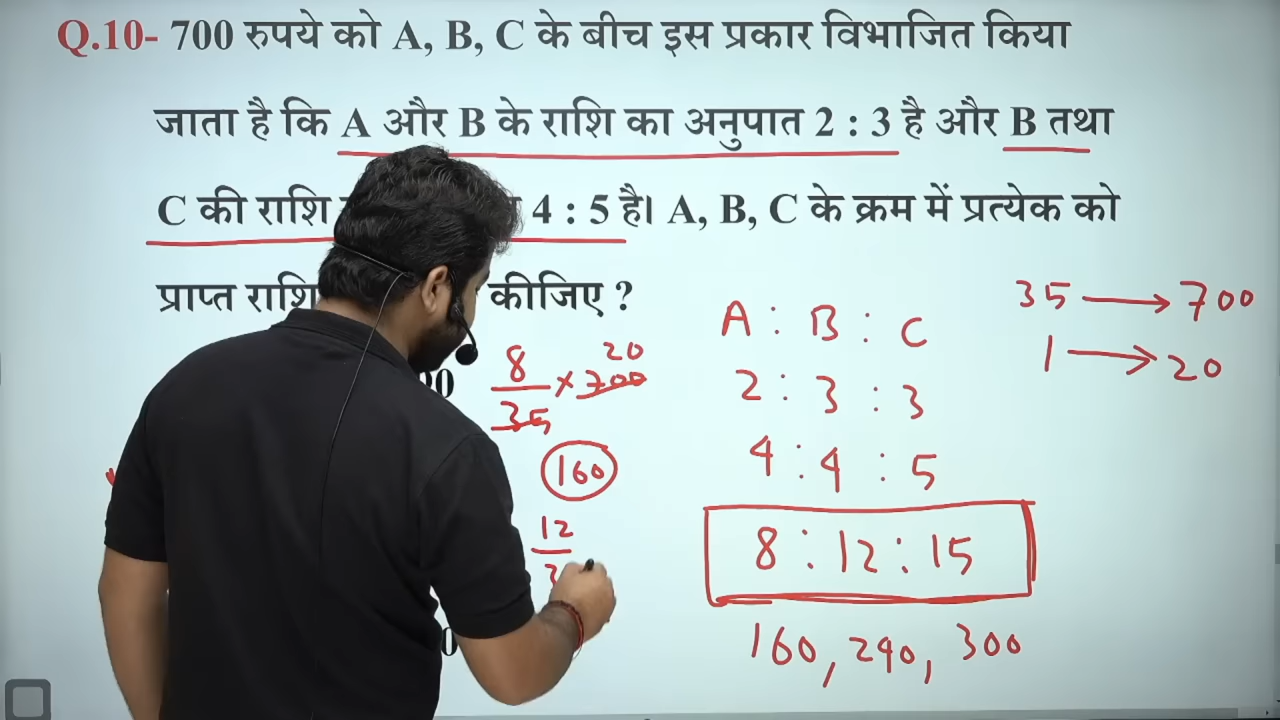 Q.10- 700 रुपये को A, B, C के बीच इस प्रकार विभाजित किया
जाता है कि A और B के राशि का अनुपात 2 : 3 है और B तथा
C की राशि 4 : 5 है। A, B, C के क्रम में प्रत्येक को
प्राप्त कीजिए ?
8/35 × 700
20
160
12
A : B : C
2 : 3 : 3
4 : 4 : 5
8 : 12 : 15
160, 240, 300
35 → 700
1 → 20